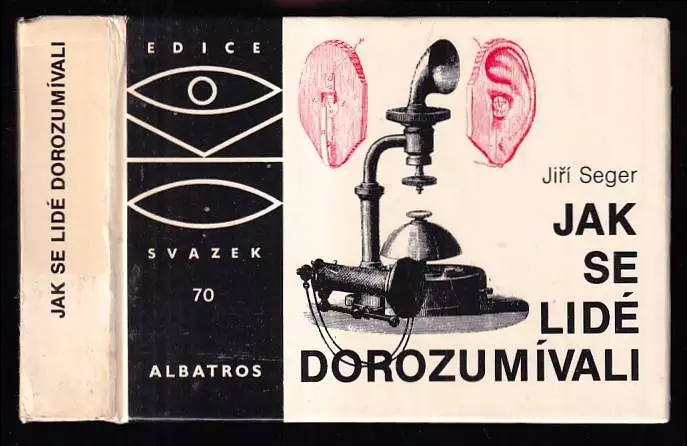 JAK SE LIDÉ DOROZUMÍVALI
EDICE
SVAZEK
70
ALBATROS
Jiří Seger
JAK
SE
LIDÉ
DOROZUMÍVALI